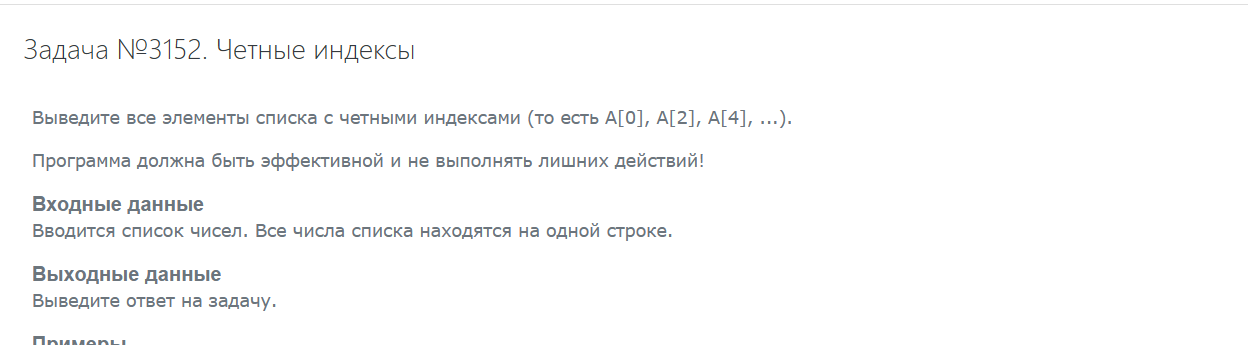 Задача №3152. Четные индексы
Выведите все элементы списка с четными индексами (то есть A[0], A[2], A[4], ...).
Программа должна быть эффективной и не выполнять лишних действий!
Входные данные
Вводится список чисел. Все числа списка находятся на одной строке.
Выходные данные
Выведите ответ на задачу.
Примеры